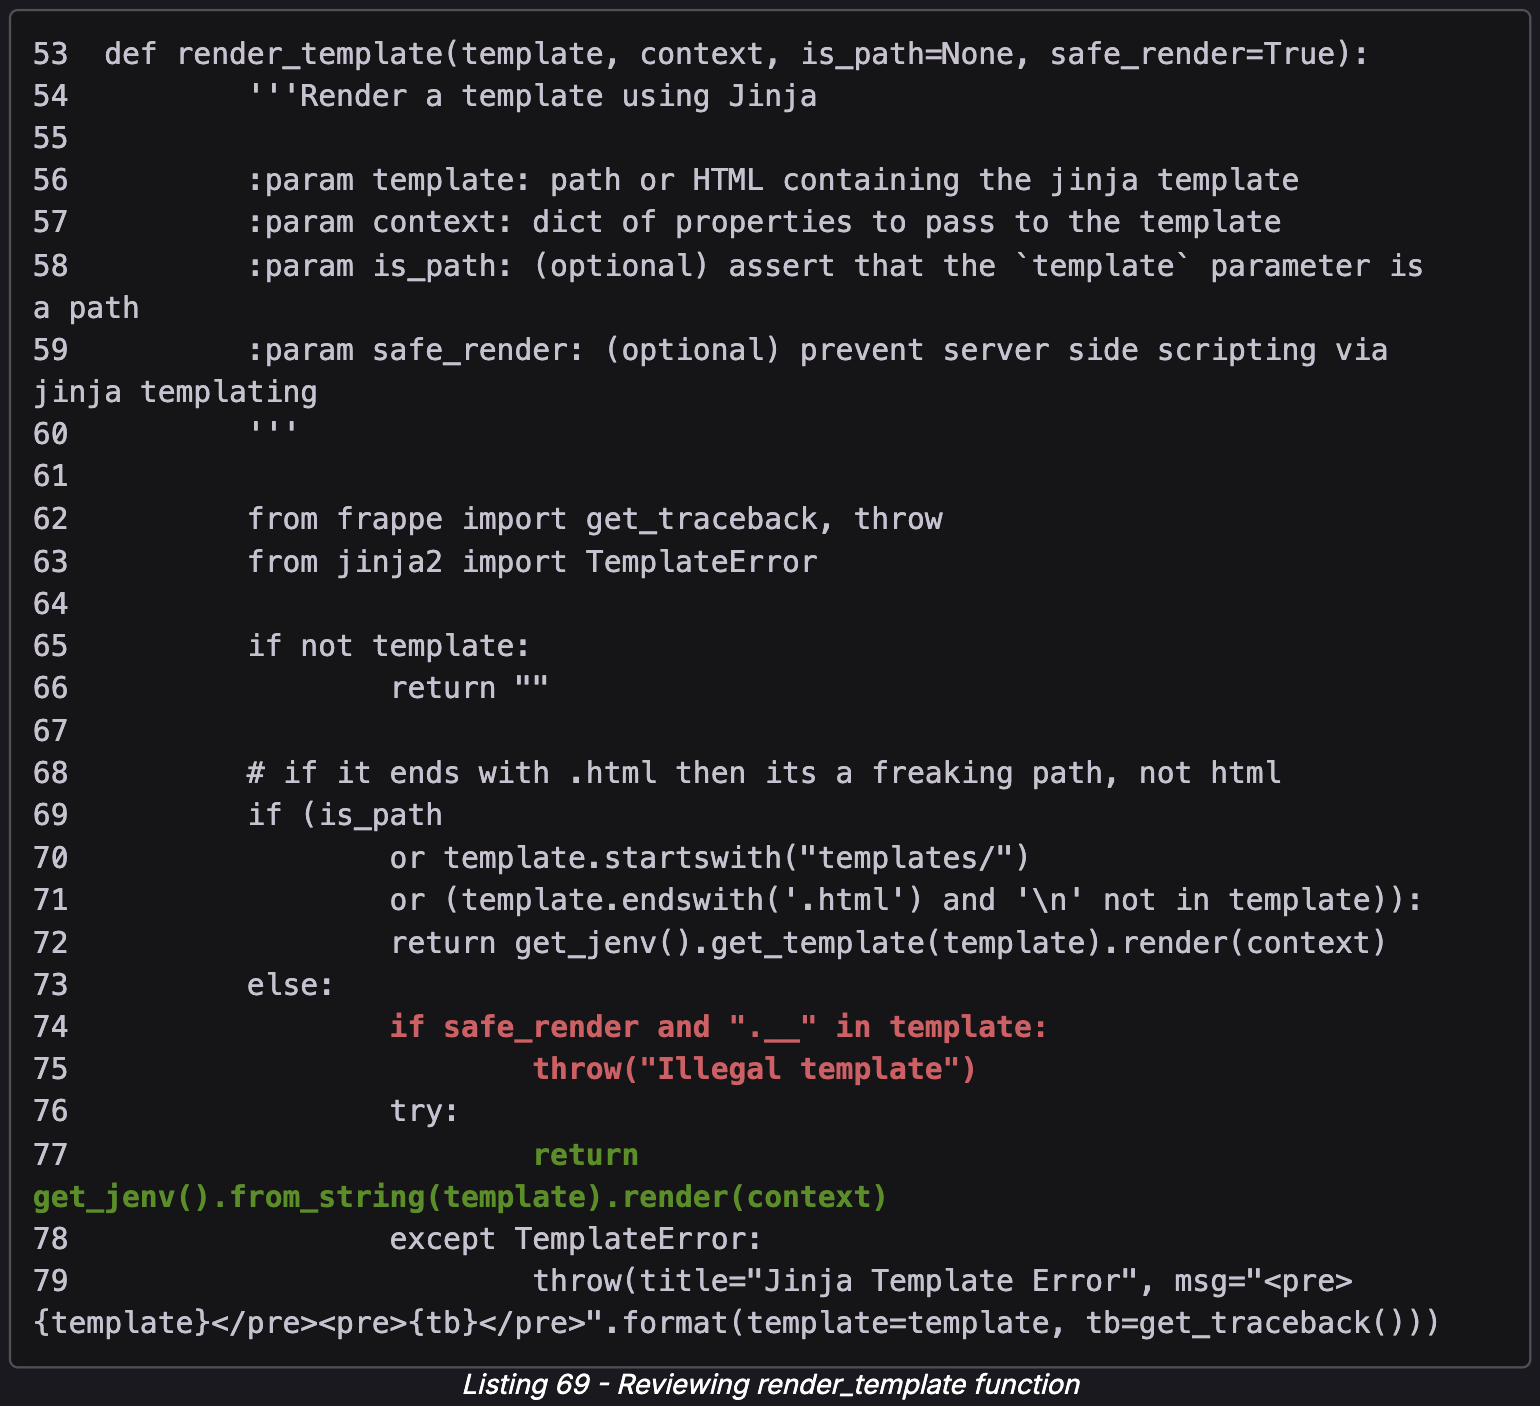 53  def render_template(template, context, is_path=None, safe_render=True):
54          '''Render a template using Jinja
55
56          :param template: path or HTML containing the jinja template
57          :param context: dict of properties to pass to the template
58          :param is_path: (optional) assert that the `template` parameter is
a path
59          :param safe_render: (optional) prevent server side scripting via
jinja templating
60          '''
61
62          from frappe import get_traceback, throw
63          from jinja2 import TemplateError
64
65          if not template:
66                  return ""
67
68          # if it ends with .html then its a freaking path, not html
69          if (is_path
70                  or template.startswith("templates/")
71                  or (template.endswith('.html') and '\n' not in template)):
72                  return get_jenv().get_template(template).render(context)
73          else:
74                  if safe_render and ".__" in template:
75                          throw("Illegal template")
76                  try:
77                          return
get_jenv().from_string(template).render(context)
78                  except TemplateError:
79                          throw(title="Jinja Template Error", msg="<pre>
{template}</pre><pre>{tb}</pre>".format(template=template, tb=get_traceback()))
Listing 69 - Reviewing render_template function